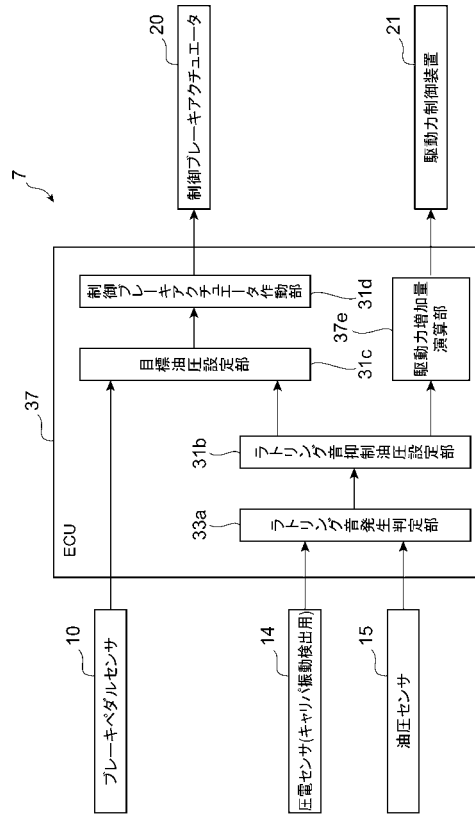 7
37
ECU
10
ブレーキペダルセンサ
14
圧電センサ(キャリパ振動検出用)
15
油圧センサ
33a
ラトリング音発生判定部
31b
ラトリング音抑制油圧設定部
目標油圧設定部
31c
制御ブレーキアクチュエータ作動部
31d
37e
駆動力増加量
演算部
20
制御ブレーキアクチュエータ
21
駆動力制御装置